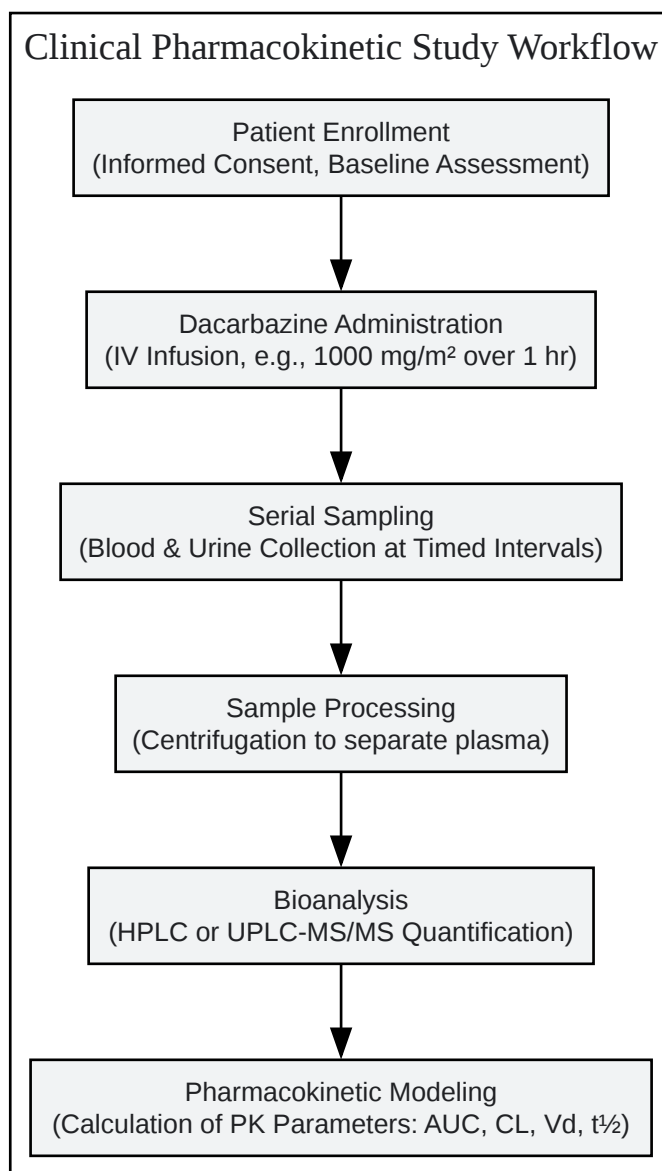 Clinical Pharmacokinetic Study Workflow
Patient Enrollment
(Informed Consent, Baseline Assessment)
Dacarbazine Administration
(IV Infusion, e.g., 1000 mg/m² over 1 hr)
Serial Sampling
(Blood & Urine Collection at Timed Intervals)
Sample Processing
(Centrifugation to separate plasma)
Bioanalysis
(HPLC or UPLC-MS/MS Quantification)
Pharmacokinetic Modeling
(Calculation of PK Parameters: AUC, CL, Vd, t½)